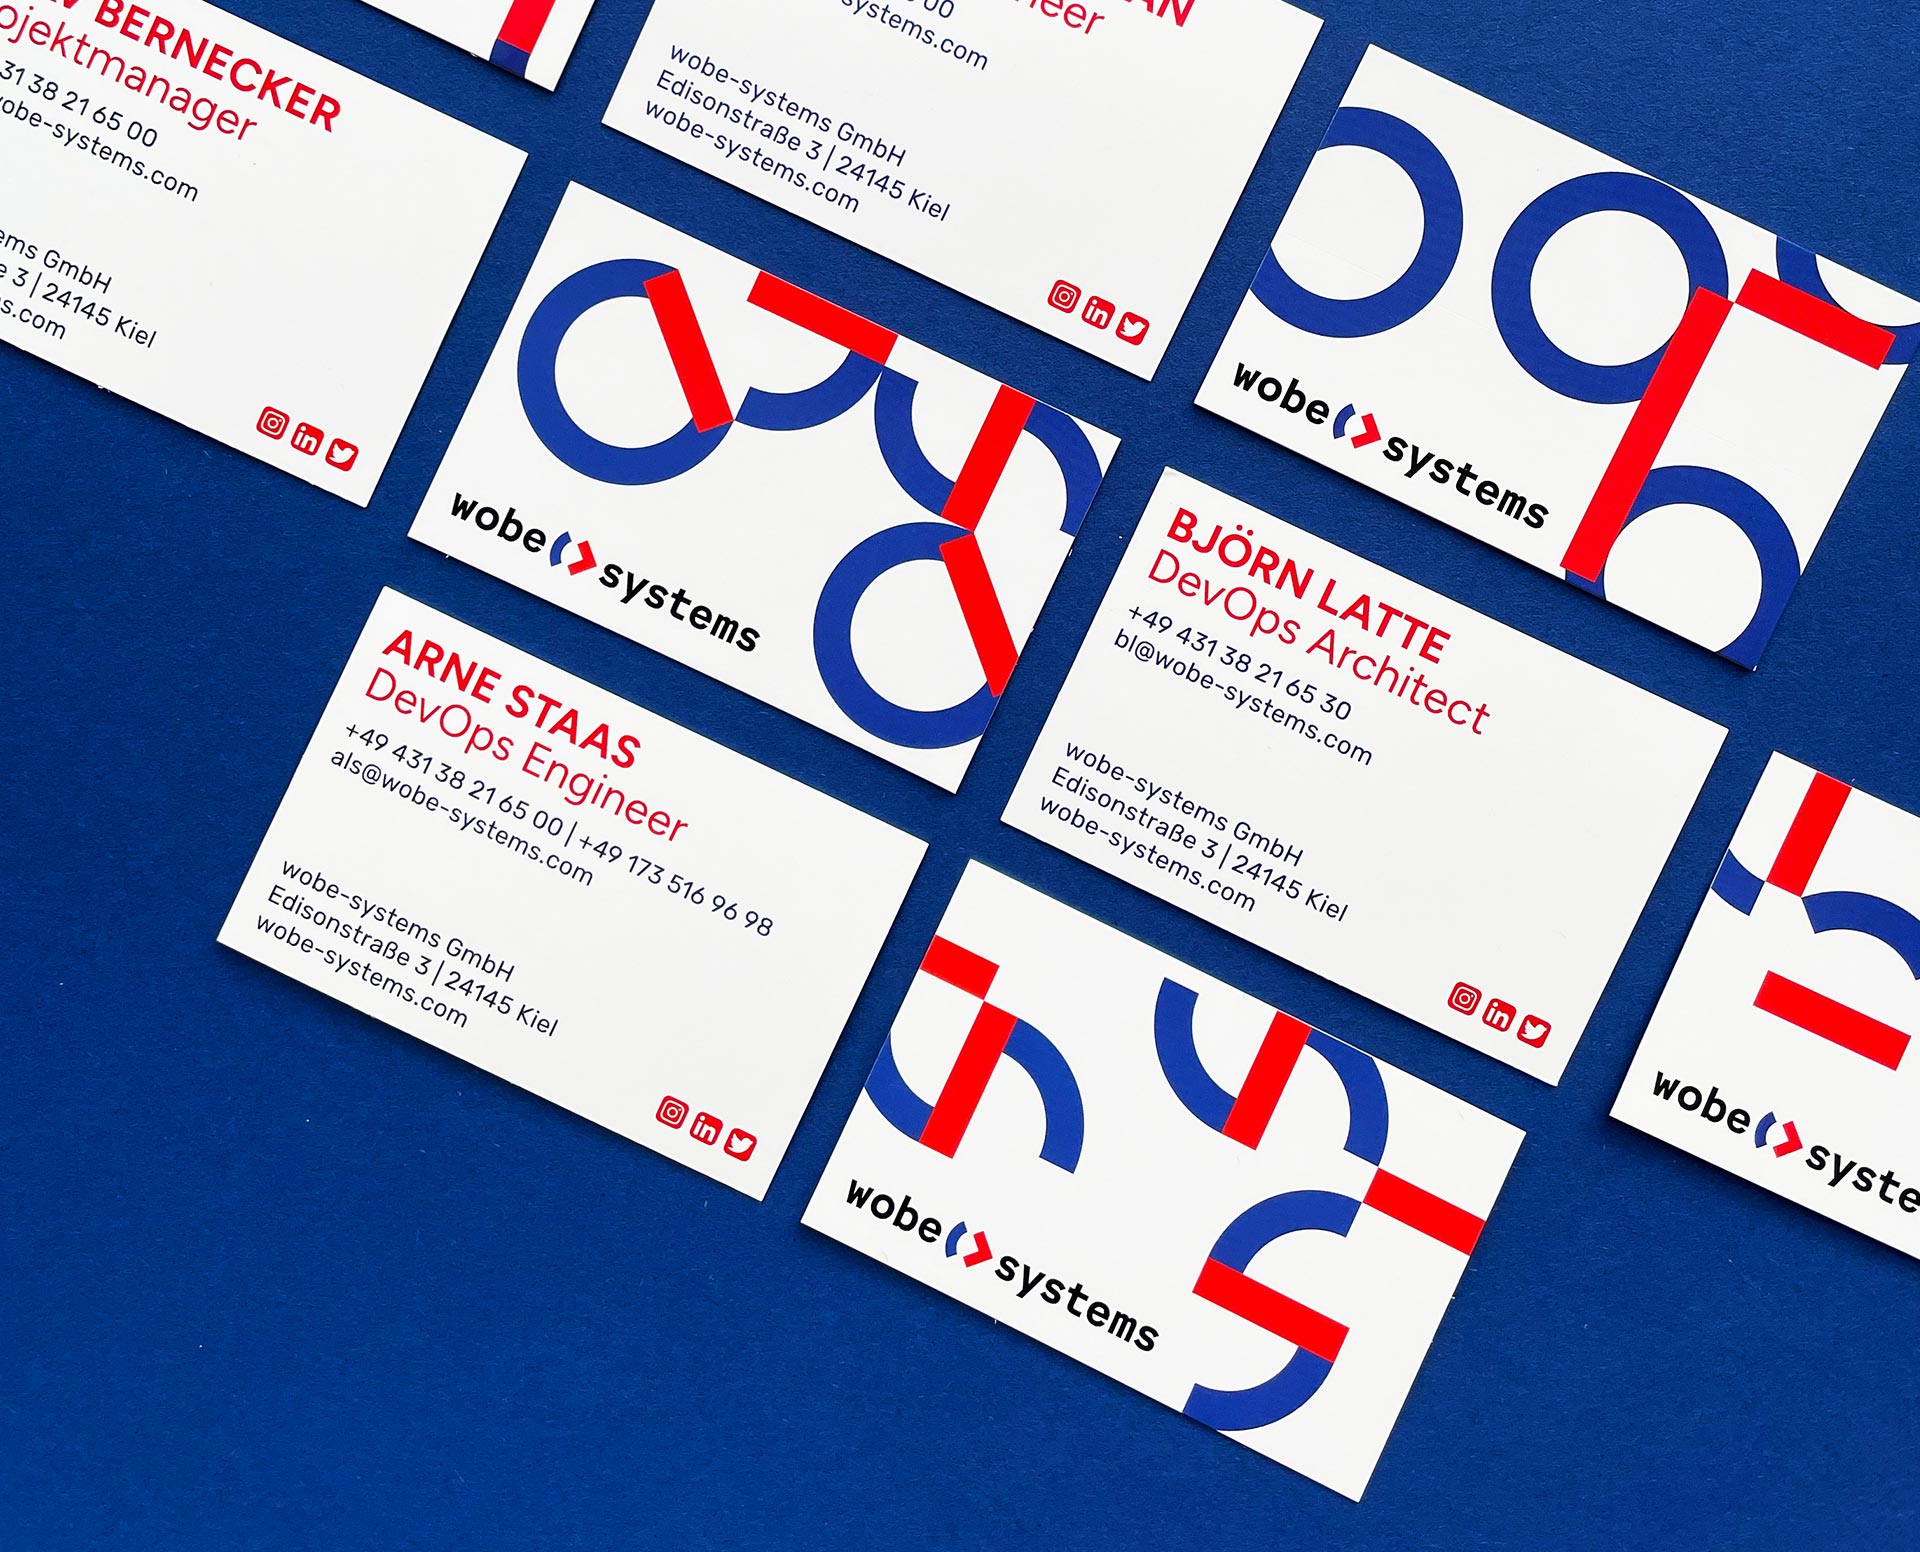 BERNECKER
ojektmanager
31 38 21 65 00
obe-systems.com
ems GmbH
e 3 | 24145 Kiel
s.com
AN
neer
00
systems.com
wobe-systems GmbH
Edisonstraße 3 | 24145 Kiel
wobe-systems.com
wobe systems
wobe systems
ARNE STAAS
DevOps Engineer
+49 431 38 21 65 00 | +49 173 516 96 98
als@wobe-systems.com
wobe-systems GmbH
Edisonstraße 3 | 24145 Kiel
wobe-systems.com
BJÖRN LATTE
DevOps Architect
+49 431 38 21 65 30
bl@wobe-systems.com
wobe-systems GmbH
Edisonstraße 3 | 24145 Kiel
wobe-systems.com
wobe systems
wobe syste